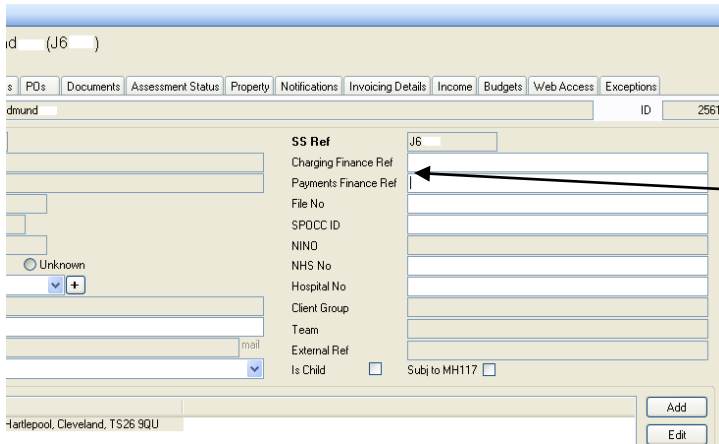 (J6 )
POs Documents Assessment Status Property Notifications Invoicing Details Income Budgets Web Access Exceptions
ID 2561
SS Ref J6
Charging Finance Ref
Payments Finance Ref
File No
SPOCC ID
NINO
Unknown NHS No
+ Hospital No
Client Group
Team
mail External Ref
Is Child Subj to MH117
Add
Hartlepool, Cleveland, TS26 9QU
Edit